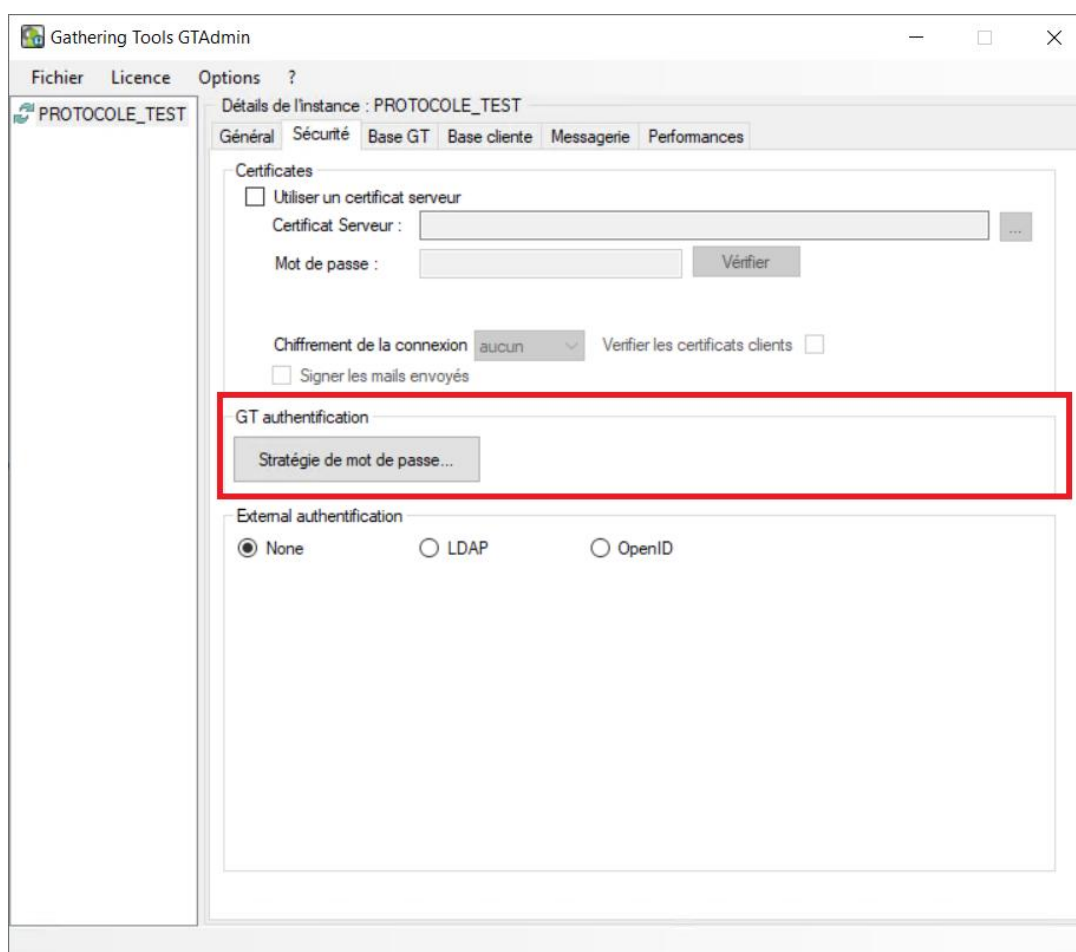 Gathering Tools GTAdmin
Fichier Licence Options ?
PROTOCOLE_TEST
Détails de l'instance : PROTOCOLE_TEST
Général Sécurité Base GT Base cliente Messagerie Performances
Certificates
Utiliser un certificat serveur
Certificat Serveur :
...
Mot de passe :
Vérifier
Chiffrement de la connexion aucun Verifier les certificats clients
Signer les mails envoyés
GT authentification
Stratégie de mot de passe...
External authentification
None LDAP OpenID